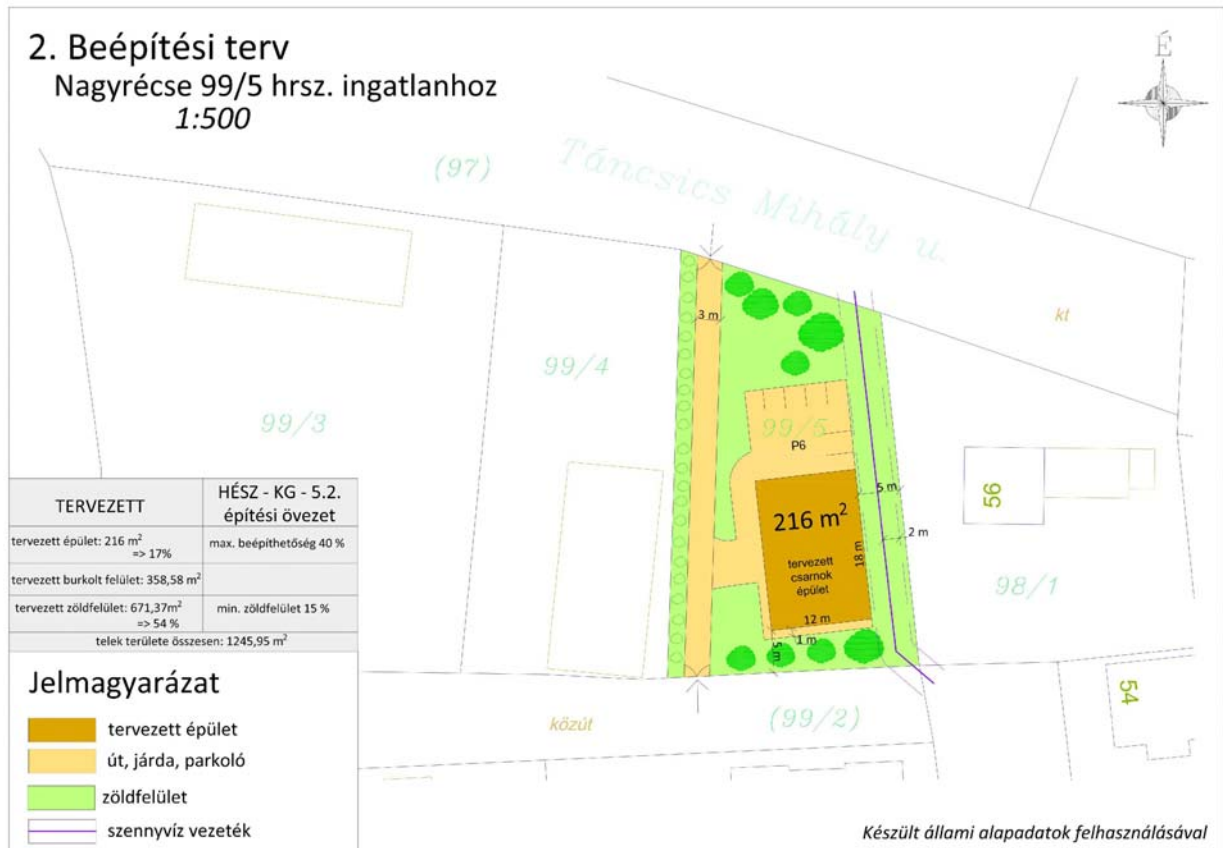 2. Beépítési terv
Nagyrécse 99/5 hrsz. ingatlanhoz
1:500
É
(97)
Táncsics Mihály u.
kt
3 m
99/4
99/3
99/5
P6
5 m
2 m
56
216 m²
18 m
tervezett
csarnok
épület
12 m
1 m
5 m
98/1
54
közút
(99/2)
TERVEZETT
HÉSZ - KG - 5.2.
építési övezet
tervezett épület: 216 m²
=> 17%
max. beépíthetőség 40 %
tervezett burkolt felület: 358,58 m²
tervezett zöldfelület: 671,37m²
=> 54 %
min. zöldfelület 15 %
telek területe összesen: 1245,95 m²
Jelmagyarázat
tervezett épület
út, járda, parkoló
zöldfelület
szennyvíz vezeték
Készült állami alapadatok felhasználásával